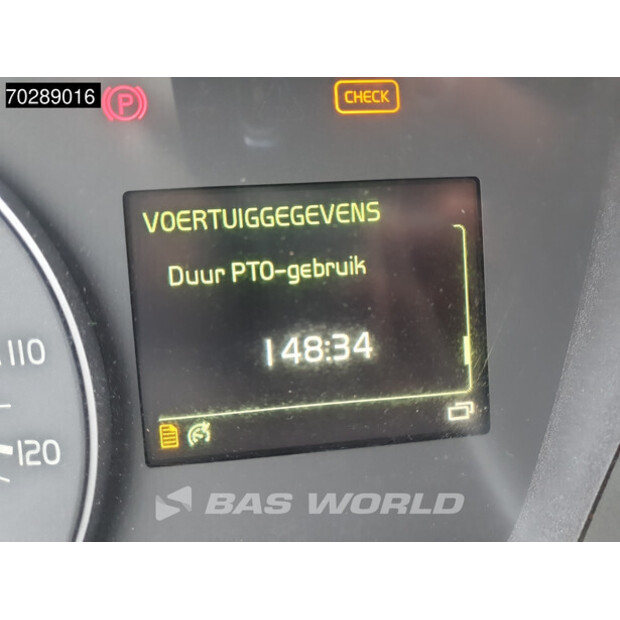 70289016
P
CHECK
VOERTUIGGEGEVENS
Duur PTO-gebruik
148:34
110
120
BAS WORLD